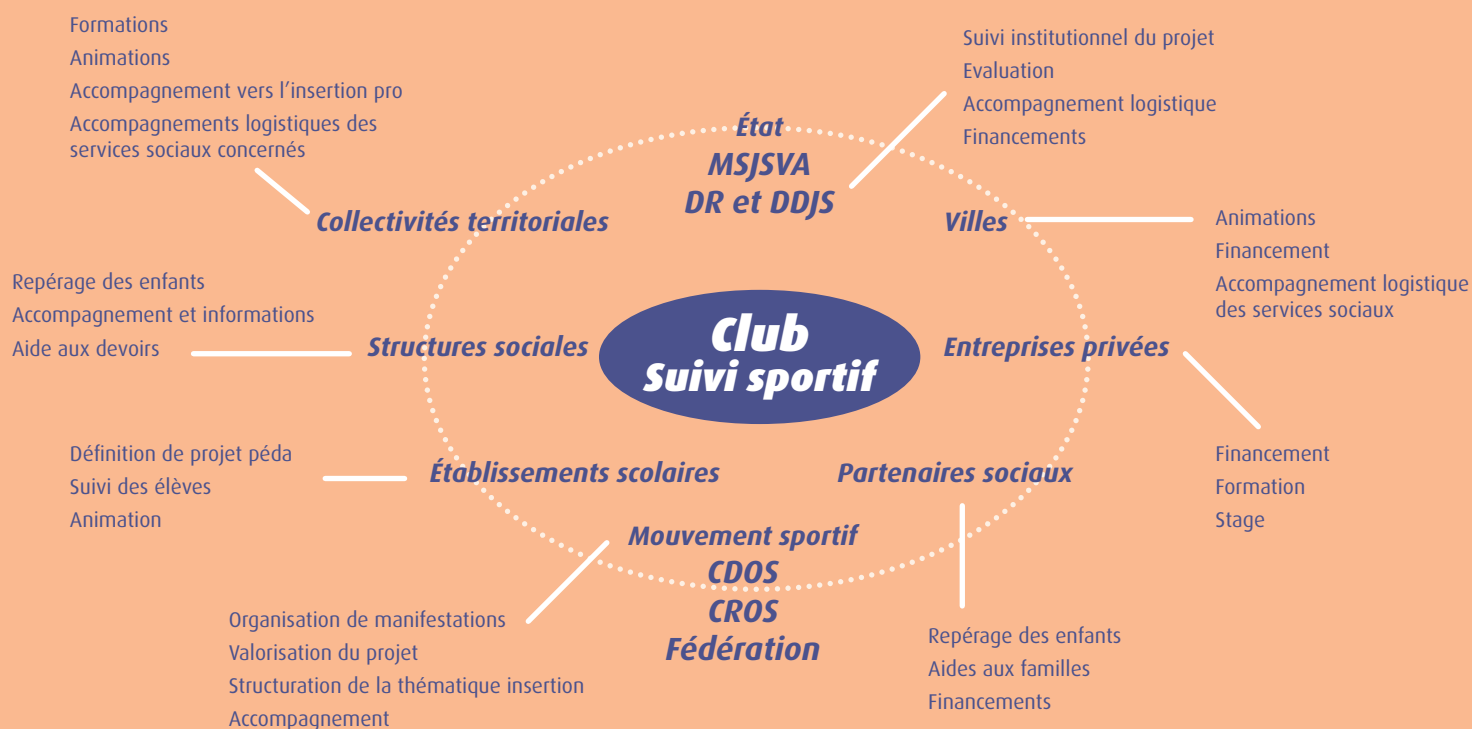 Formations
Animations
Accompagnement vers l'insertion pro
Accompagnements logistiques des
services sociaux concernés
Suivi institutionnel du projet
Evaluation
Accompagnement logistique
Financements
État
MSJSVA
DR et DDJS
Collectivités territoriales
Villes
Animations
Financement
Accompagnement logistique
des services sociaux
Repérage des enfants
Accompagnement et informations
Aide aux devoirs
Structures sociales
Club
Suivi sportif
Entreprises privées
Définition de projet péda
Suivi des élèves
Animation
Établissements scolaires
Partenaires sociaux
Financement
Formation
Stage
Mouvement sportif
CDOS
CROS
Fédération
Organisation de manifestations
Valorisation du projet
Structuration de la thématique insertion
Accompagnement
Repérage des enfants
Aides aux familles
Financements